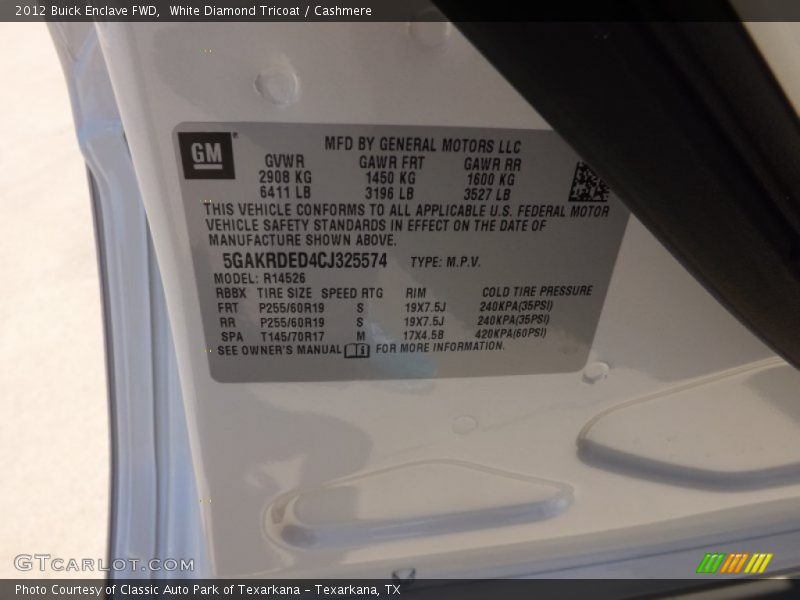 2012 Buick Enclave FWD, White Diamond Tricoat / Cashmere
GM
MFD BY GENERAL MOTORS LLC
GVWR GAWR FRT GAWR RR
2908 KG 1450 KG 1600 KG
6411 LB 3196 LB 3527 LB
THIS VEHICLE CONFORMS TO ALL APPLICABLE U.S. FEDERAL MOTOR
VEHICLE SAFETY STANDARDS IN EFFECT ON THE DATE OF
MANUFACTURE SHOWN ABOVE.
5GAKRDED4CJ325574 TYPE: M.P.V.
MODEL: R14526
RBBX TIRE SIZE SPEED RTG RIM COLD TIRE PRESSURE
FRT P255/60R19 S 19X7.5J 240KPA(35PSI)
RR P255/60R19 S 19X7.5J 240KPA(35PSI)
SPA T145/70R17 M 17X4.5B 420KPA(60PSI)
SEE OWNER'S MANUAL FOR MORE INFORMATION.
GTCarLot.com
Photo Courtesy of Classic Auto Park of Texarkana - Texarkana, TX